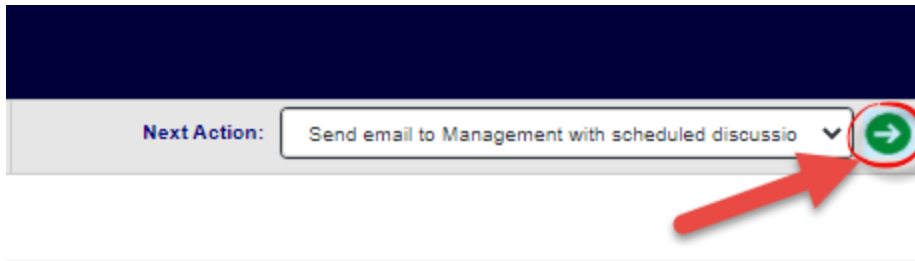 Next Action: Send email to Management with scheduled discussio